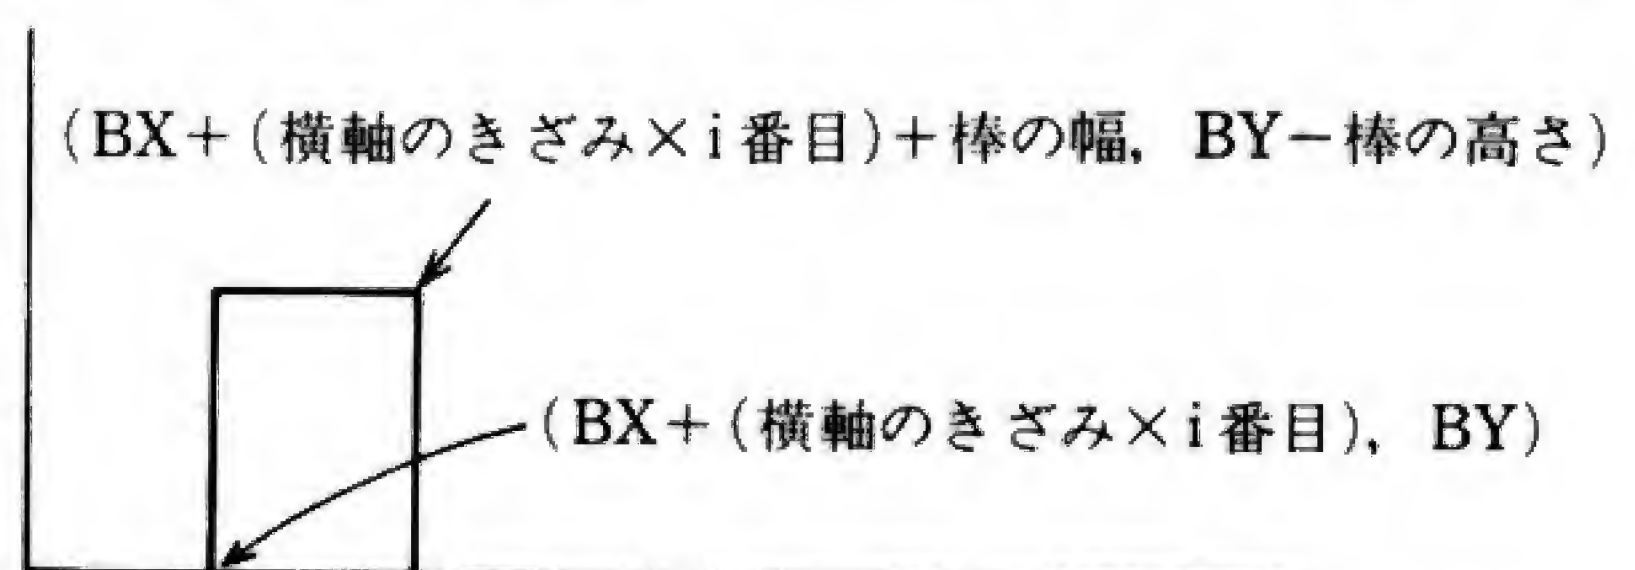 (BX+(横軸のきざみ×i番目)+棒の幅, BY−棒の高さ)
(BX+(横軸のきざみ×i番目), BY)